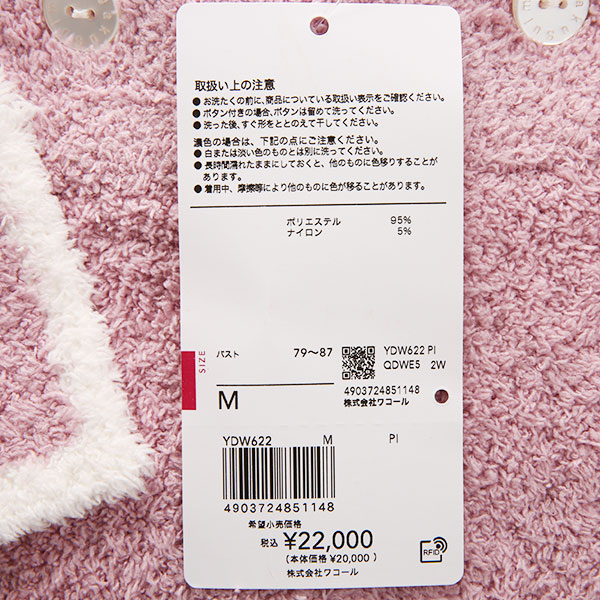 取扱い上の注意
● お洗たくの前に、商品についている取扱い表示をご確認ください。
● ボタン付きの場合、ボタンは留めて洗ってください。
● 洗った後、すぐ形をととのえて干してください。
濃色の場合は、下記の点にご注意ください。
● 白または淡い色のものとは別に洗ってください。
● 長時間濡れたままにしておくと、他のものに色移りすることが
あります。
● 着用中、摩擦等により他のものに色が移ることがあります。
ポリエステル 95%
ナイロン 5%
SIZE
バスト 79〜87
M
YDW622 PI
QDWE5 2W
4903724851148
株式会社ワコール
YDW622 M PI
4903724851148
希望小売価格
税込 ¥22,000
(本体価格 ¥20,000)
株式会社ワコール
RFID